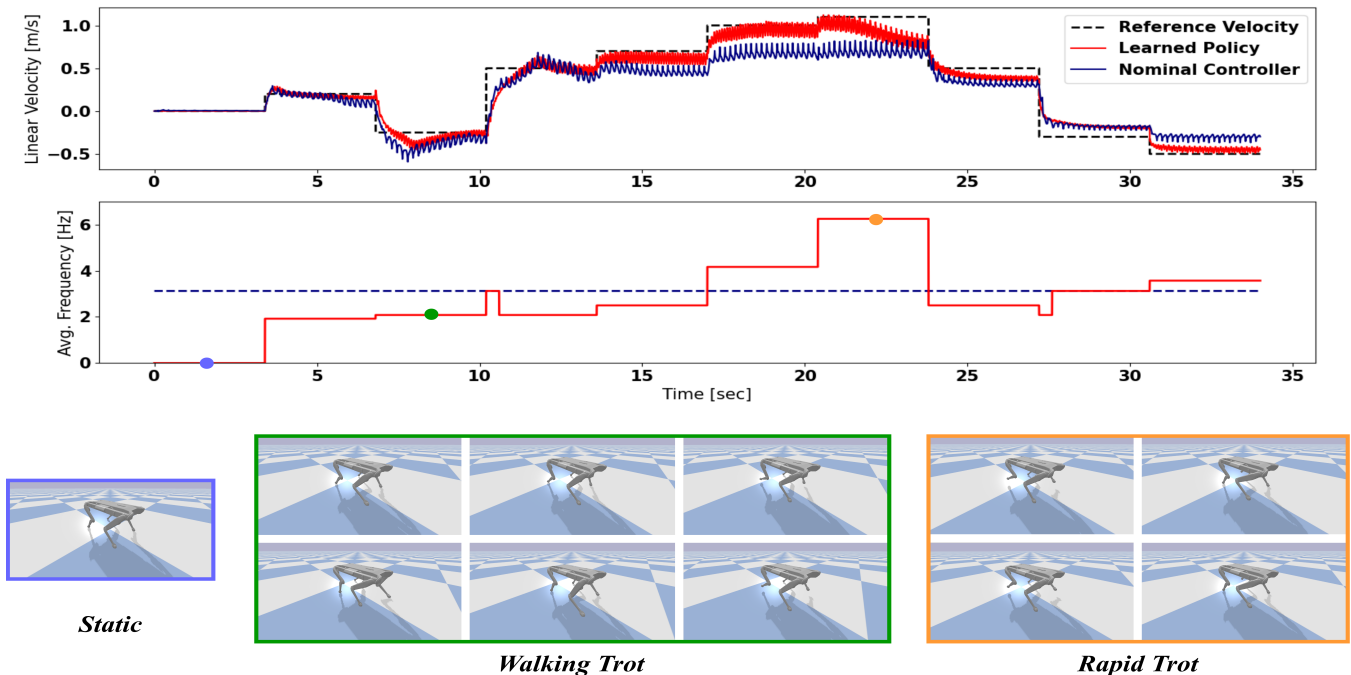 Linear Velocity [m/s]
1.0
0.5
0.0
−0.5
Reference Velocity
Learned Policy
Nominal Controller
0 5 10 15 20 25 30 35
Avg. Frequency [Hz]
6
4
2
0
0 5 10 15 20 25 30 35
Time [sec]
Static
Walking Trot
Rapid Trot